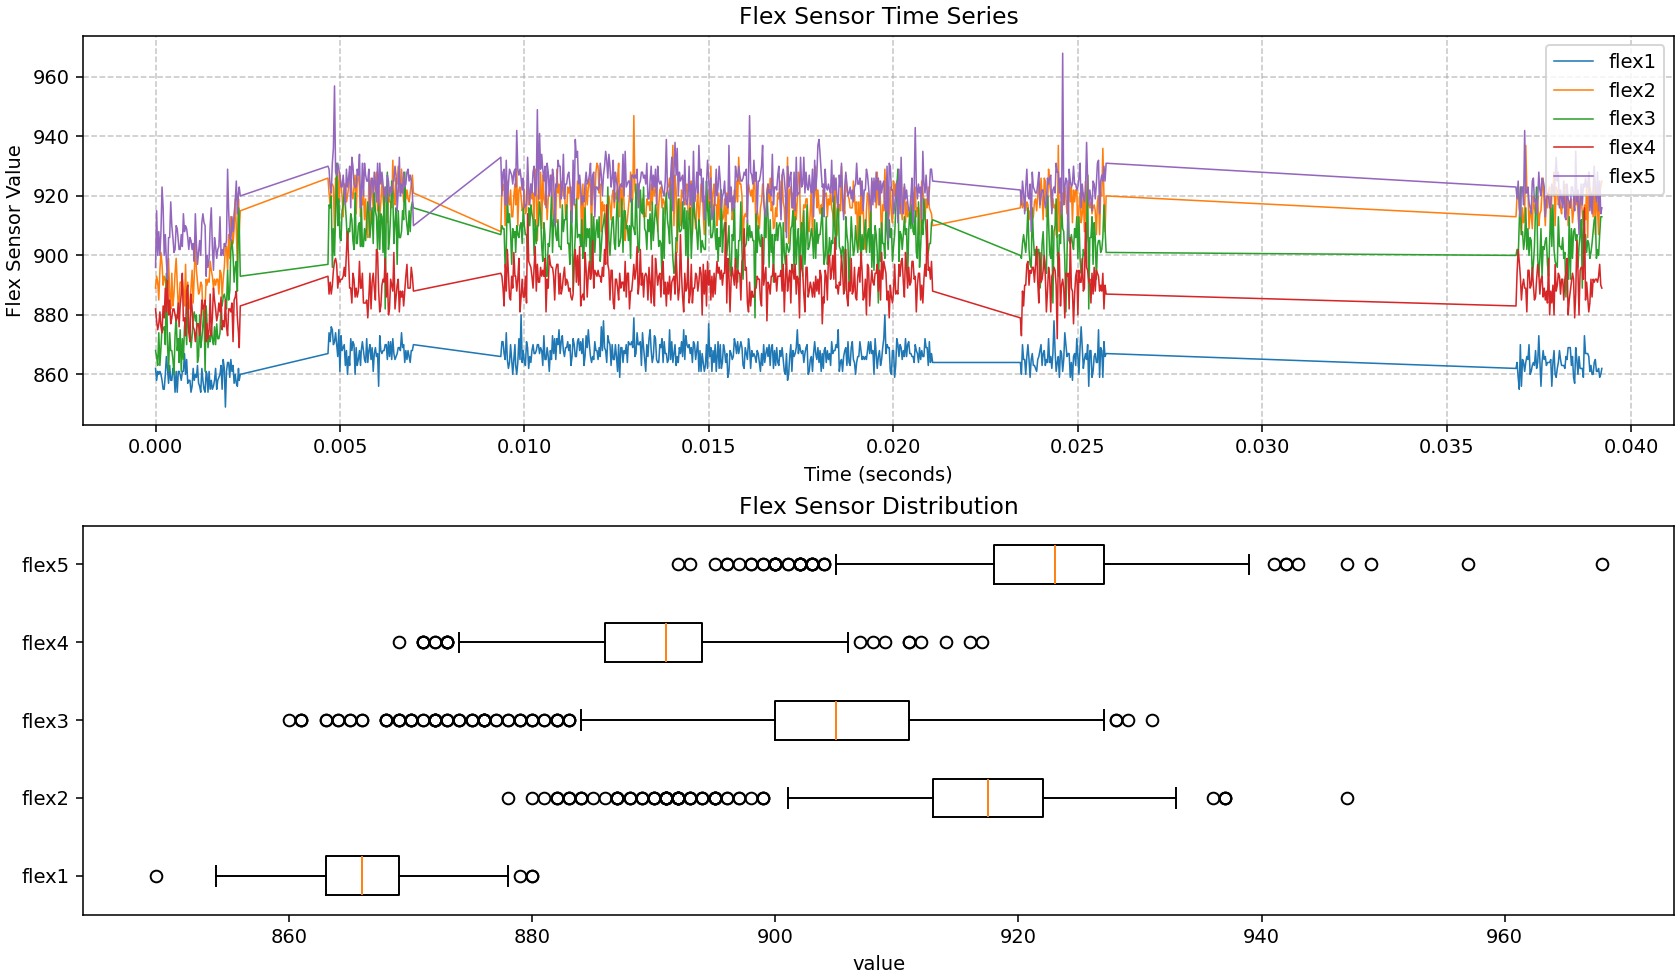 Flex Sensor Time Series
Flex Sensor Value
960
940
920
900
880
860
flex1
flex2
flex3
flex4
flex5
0.000 0.005 0.010 0.015 0.020 0.025 0.030 0.035 0.040
Time (seconds)
Flex Sensor Distribution
flex5
flex4
flex3
flex2
flex1
860 880 900 920 940 960
value